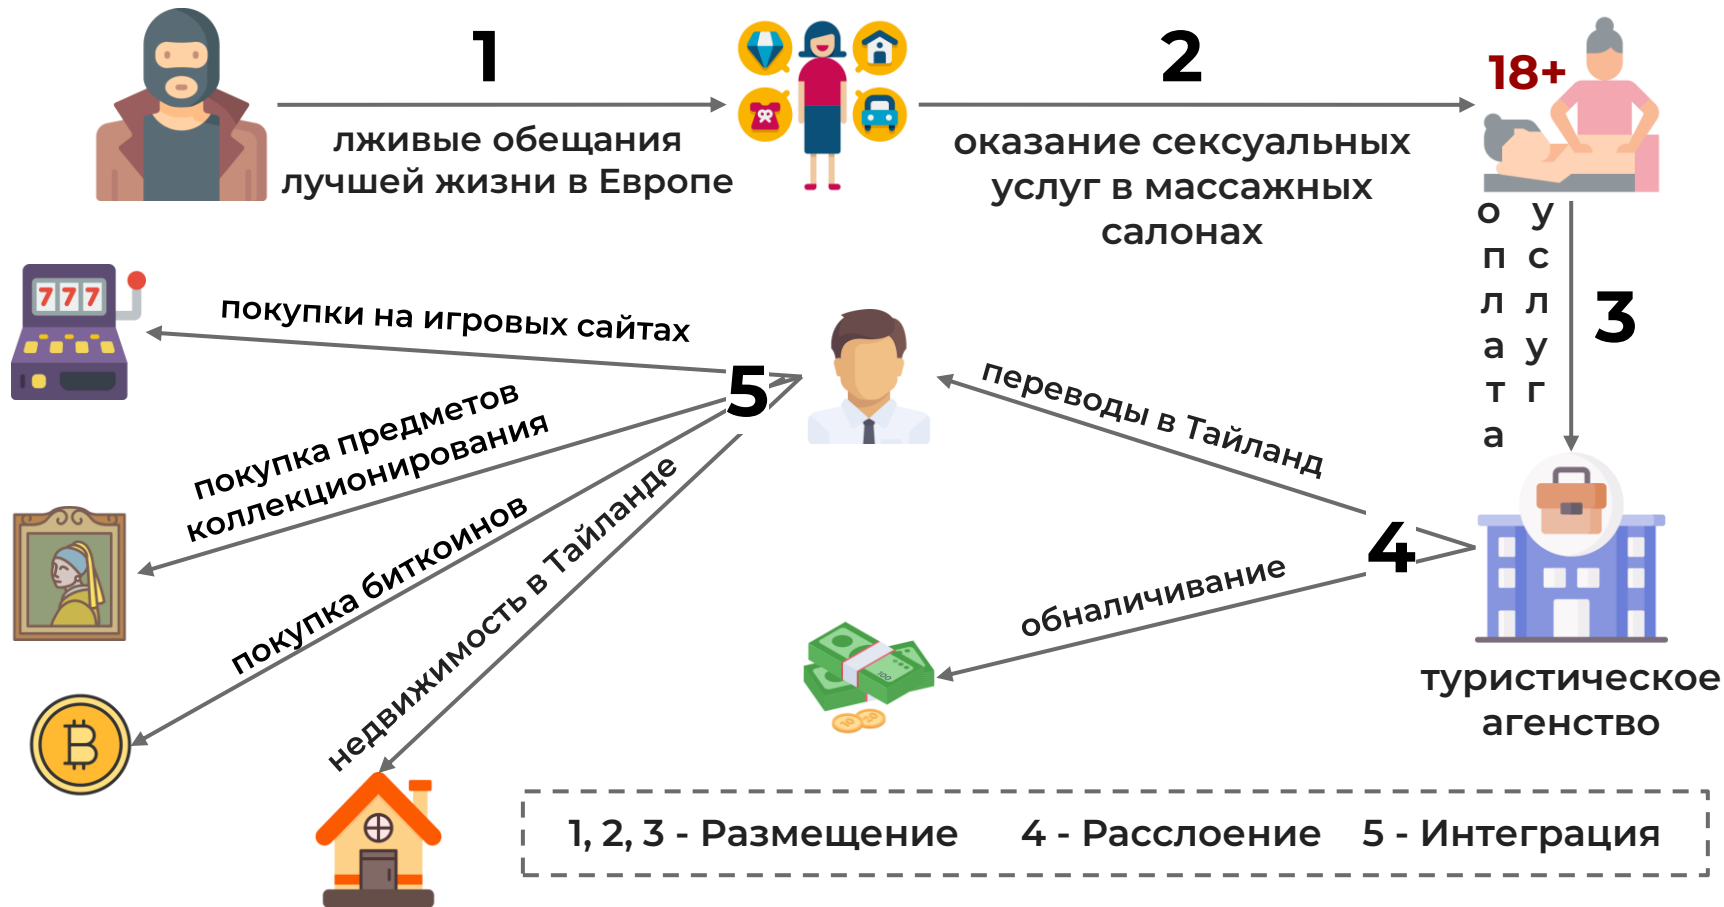 1
лживые обещания
лучшей жизни в Европе
2
оказание сексуальных
услуг в массажных
салонах
18+
оплата
услуг
3
777
покупки на игровых сайтах
5
покупка предметов
коллекционирования
покупка биткоинов
недвижимость в Тайланде
переводы в Тайланд
4
обналичивание
100
туристическое
агенство
1, 2, 3 - Размещение 4 - Расслоение 5 - Интеграция